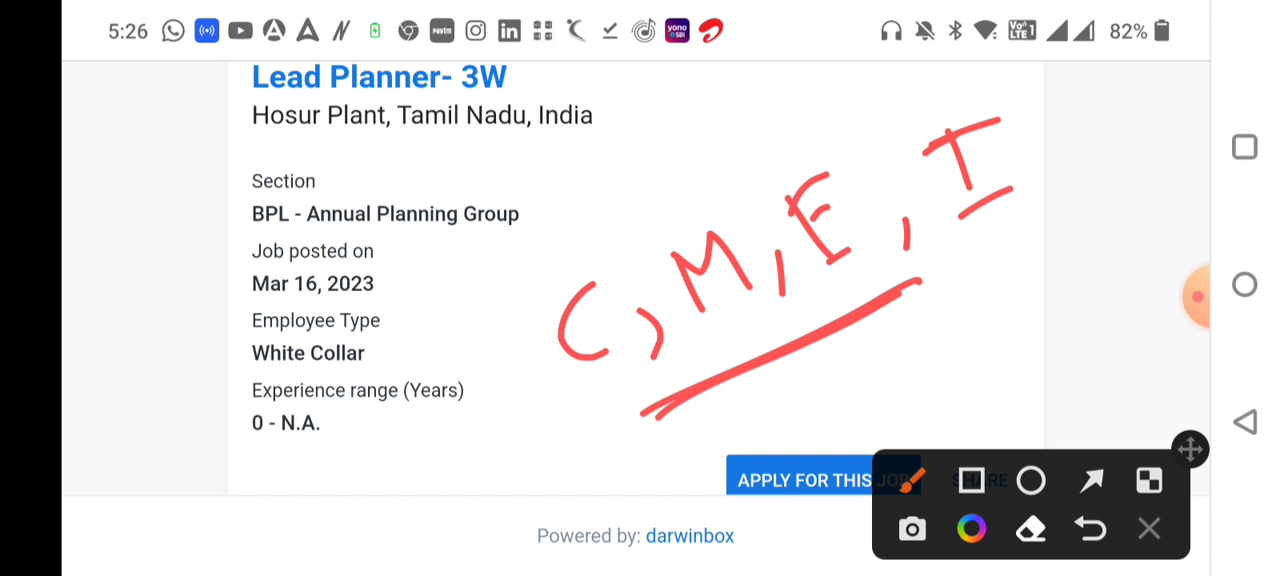 5:26 82%
Lead Planner- 3W
Hosur Plant, Tamil Nadu, India
Section
BPL - Annual Planning Group
Job posted on
Mar 16, 2023
Employee Type
White Collar
Experience range (Years)
0 - N.A.
C, M, E, I
APPLY FOR THIS JOB SHARE
Powered by: darwinbox